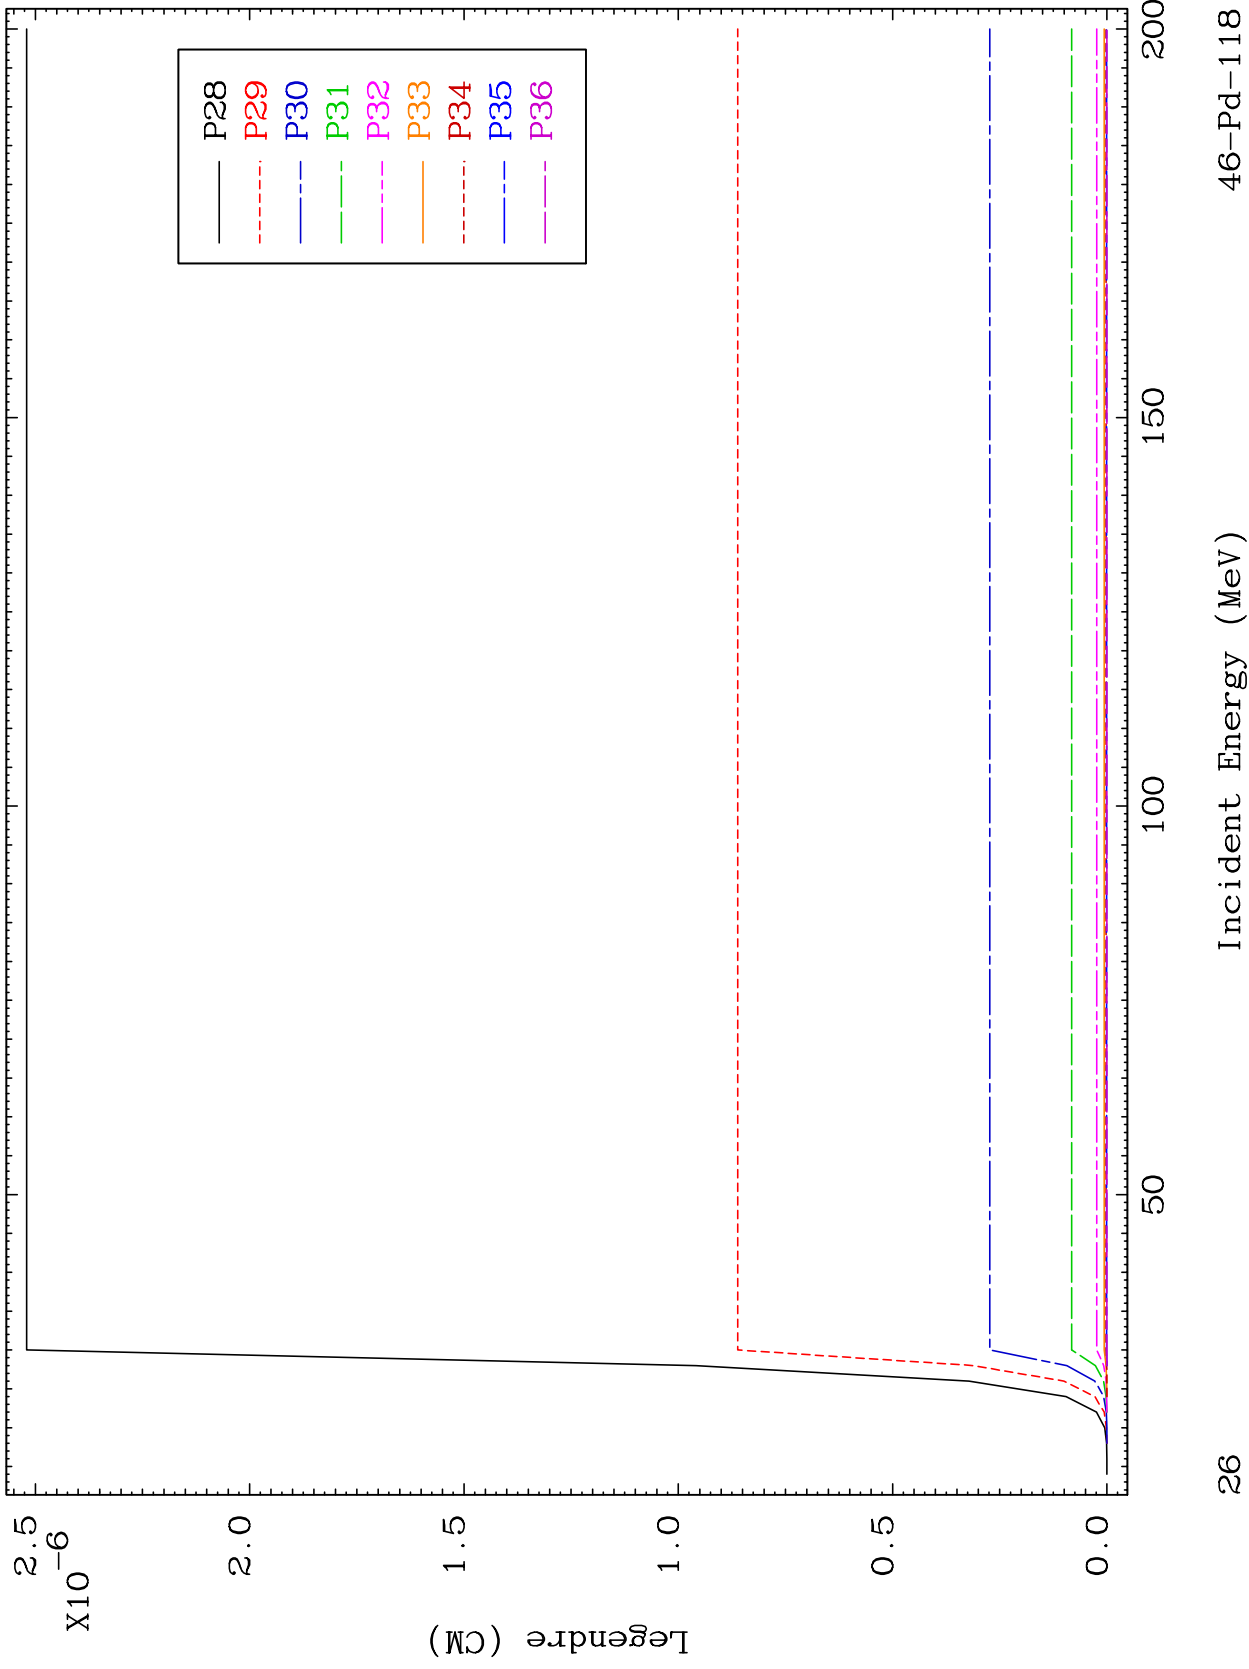 2.5
X10-6
2.0
1.5
1.0
0.5
0.0
Legendre (CM)
P28
P29
P30
P31
P32
P33
P34
P35
P36
50
100
150
200
Incident Energy (MeV)
26
46-Pd-118